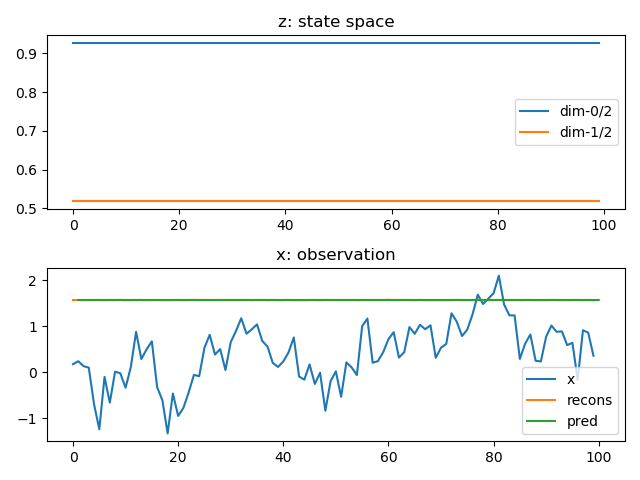 z: state space
0.9
0.8
0.7
0.6
0.5
dim-0/2
dim-1/2
0 20 40 60 80 100
x: observation
2
1
0
−1
x
recons
pred
0 20 40 60 80 100